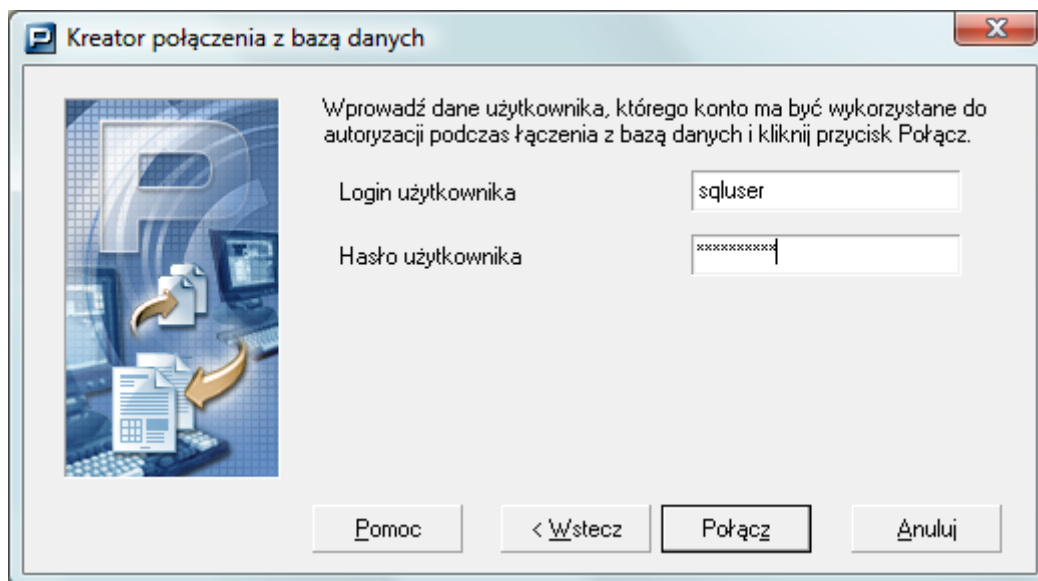 Kreator połączenia z bazą danych
Wprowadź dane użytkownika, którego konto ma być wykorzystane do
autoryzacji podczas łączenia z bazą danych i kliknij przycisk Połącz.
Login użytkownika sqluser
Hasło użytkownika **********
Pomoc < Wstecz Połącz Anuluj